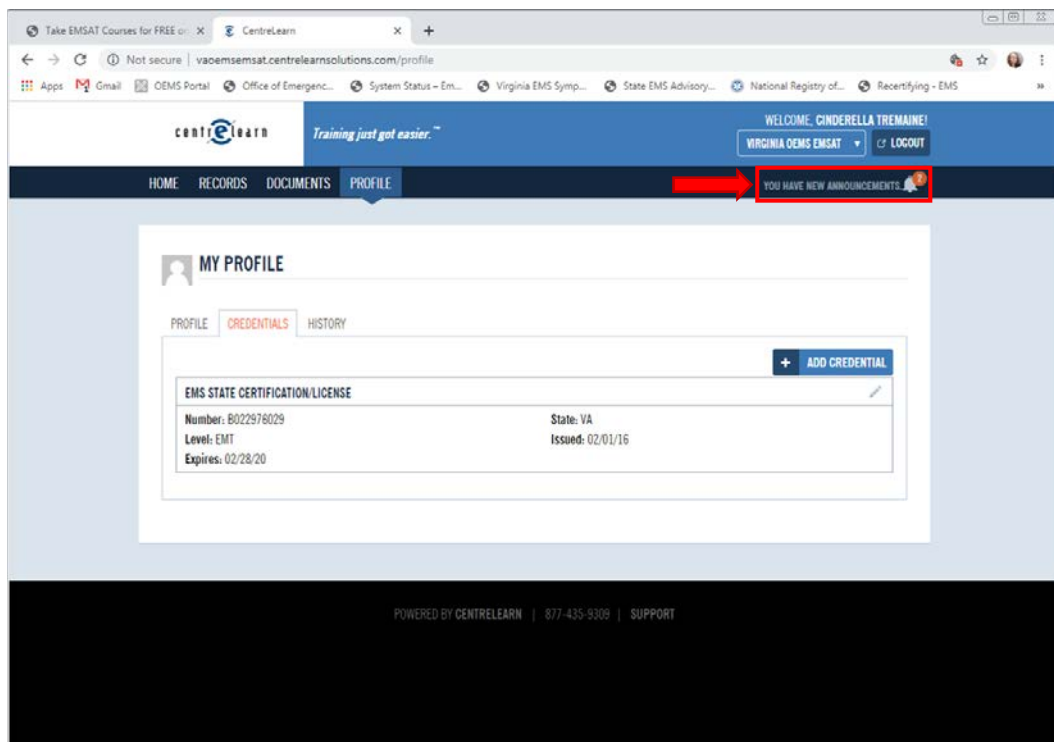 Take EMSAT Courses for FREE on
CentreLearn
Not secure | vaoemsemsat.centrelearnsolutions.com/profile
Apps Gmail OEMS Portal Office of Emergenc... System Status – Em... Virginia EMS Symp... State EMS Advisory... National Registry of... Recertifying - EMS
centrelearn
Training just got easier.™
WELCOME, CINDERELLA TREMAINE!
VIRGINIA OEMS EMSAT
LOGOUT
HOME RECORDS DOCUMENTS PROFILE
YOU HAVE NEW ANNOUNCEMENTS. 2
MY PROFILE
PROFILE CREDENTIALS HISTORY
+ ADD CREDENTIAL
EMS STATE CERTIFICATION/LICENSE
Number: B022976029 State: VA
Level: EMT Issued: 02/01/16
Expires: 02/28/20
POWERED BY CENTRELEARN | 877-435-9309 | SUPPORT